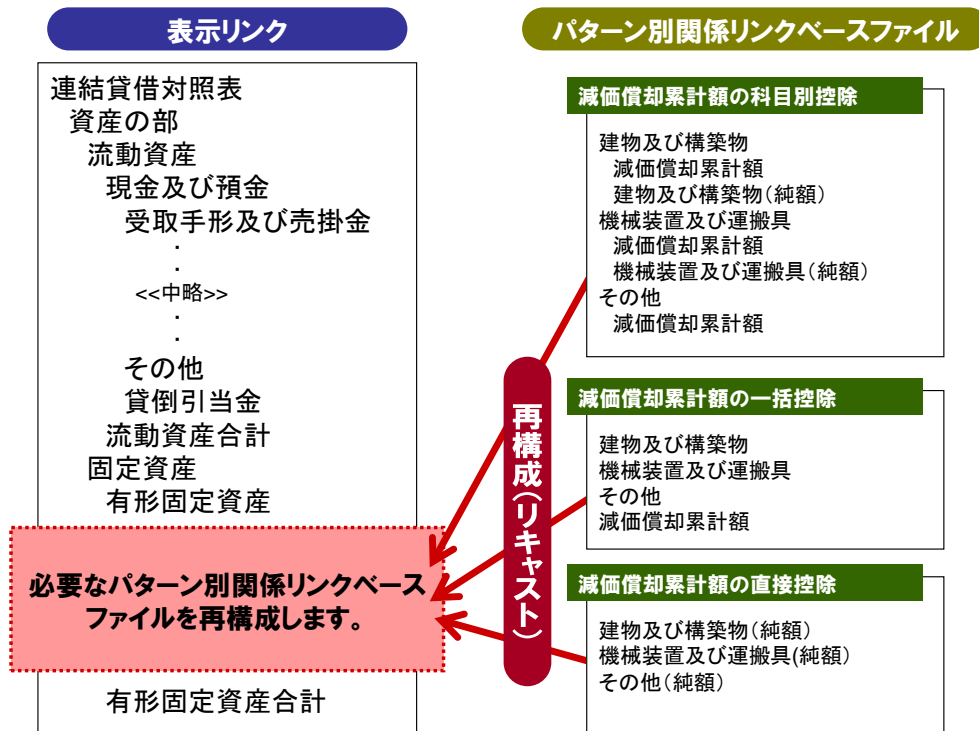 表示リンク
連結貸借対照表
資産の部
流動資産
現金及び預金
受取手形及び売掛金
・
・
<<中略>>
・
・
その他
貸倒引当金
流動資産合計
固定資産
有形固定資産
必要なパターン別関係リンクベース
ファイルを再構成します。
有形固定資産合計
再構成(リキャスト)
パターン別関係リンクベースファイル
減価償却累計額の科目別控除
建物及び構築物
減価償却累計額
建物及び構築物(純額)
機械装置及び運搬具
減価償却累計額
機械装置及び運搬具(純額)
その他
減価償却累計額
減価償却累計額の一括控除
建物及び構築物
機械装置及び運搬具
その他
減価償却累計額
減価償却累計額の直接控除
建物及び構築物(純額)
機械装置及び運搬具(純額)
その他(純額)